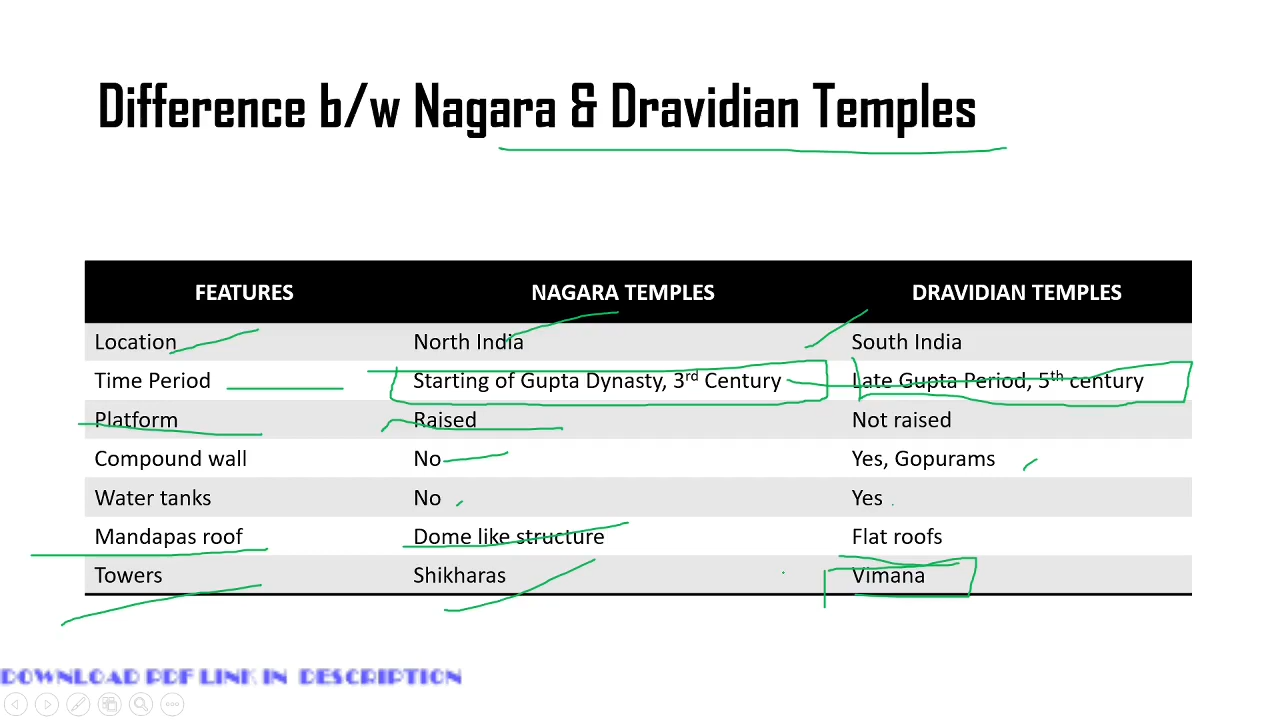 Difference b/w Nagara & Dravidian Temples
FEATURES NAGARA TEMPLES DRAVIDIAN TEMPLES
Location North India South India
Time Period Starting of Gupta Dynasty, 3rd Century Late Gupta Period, 5th century
Platform Raised Not raised
Compound wall No Yes, Gopurams
Water tanks No Yes
Mandapas roof Dome like structure Flat roofs
Towers Shikharas Vimana
DOWNLOAD PDF LINK IN DESCRIPTION